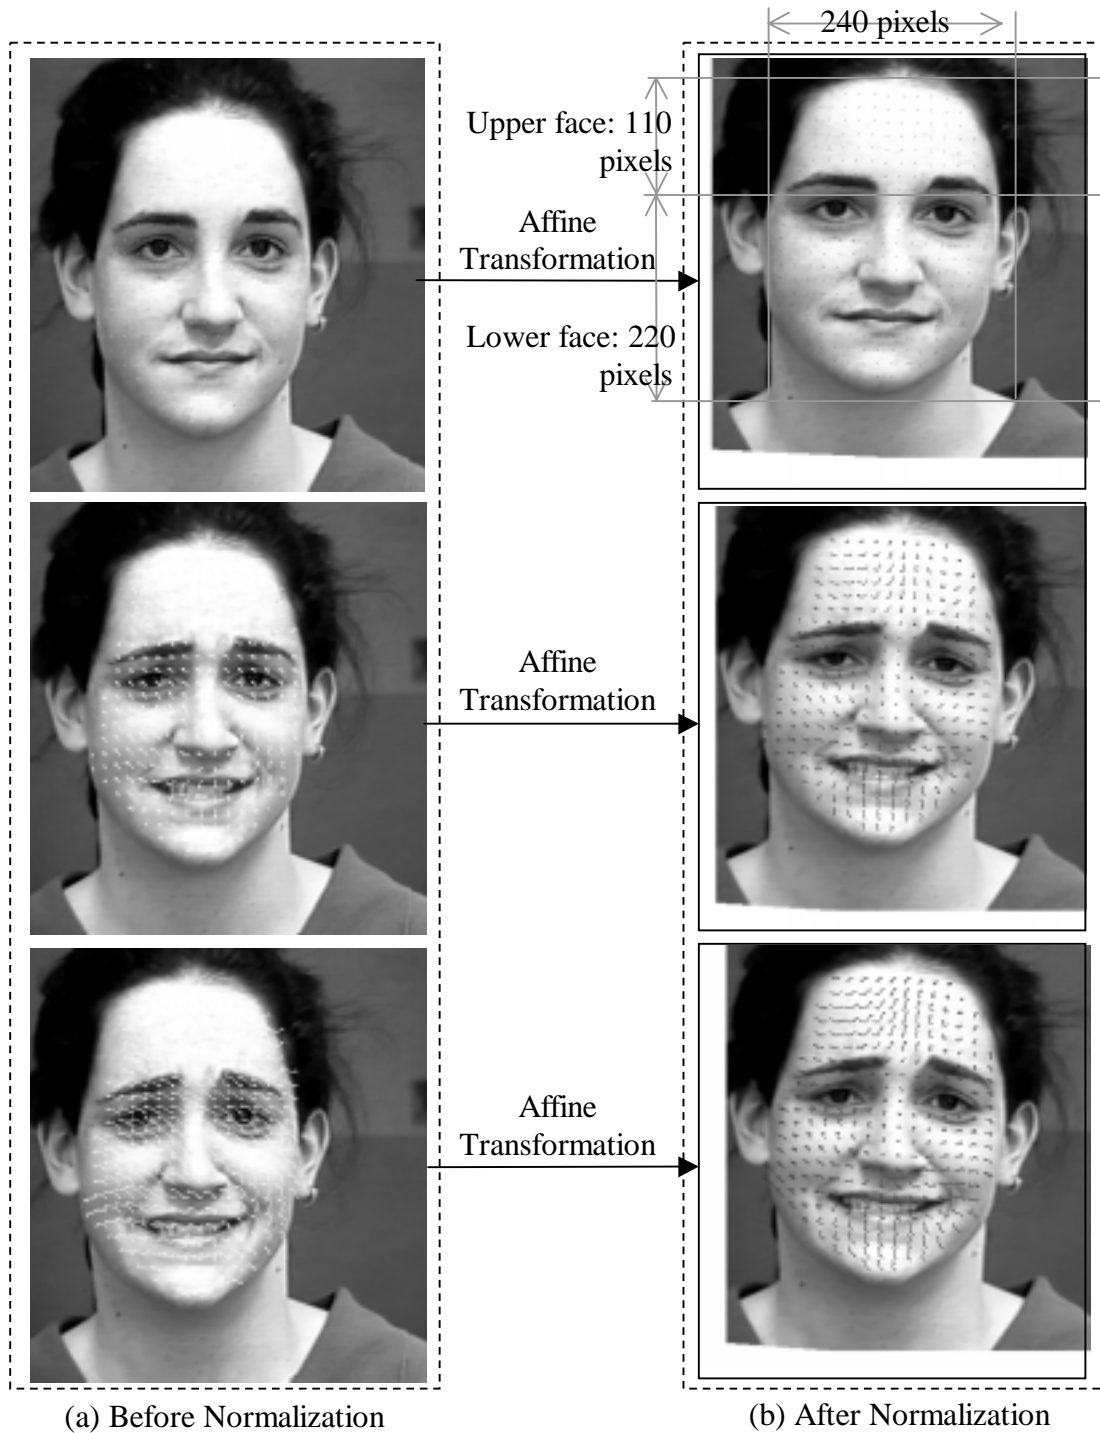 240 pixels
Upper face: 110
pixels
Affine
Transformation
Lower face: 220
pixels
Affine
Transformation
Affine
Transformation
(a) Before Normalization
(b) After Normalization